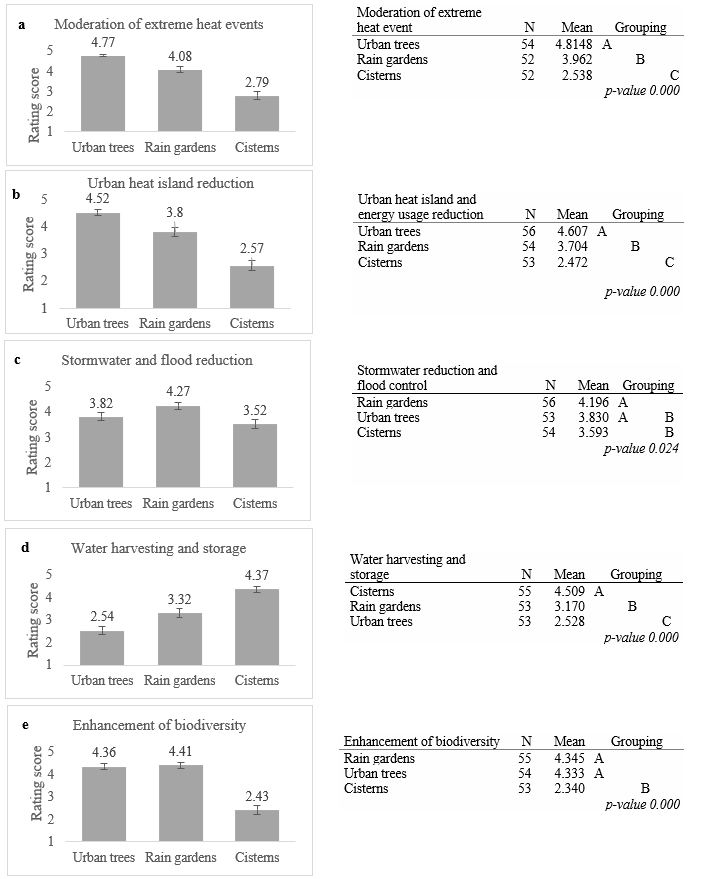 a
Moderation of extreme heat events
Rating score
5
4
3
2
1
4.77
4.08
2.79
Urban trees Rain gardens Cisterns
Moderation of extreme
heat event N Mean Grouping
Urban trees 54 4.8148 A
Rain gardens 52 3.962 B
Cisterns 52 2.538 C
p-value 0.000
b
Urban heat island reduction
Rating score
5
4
3
2
1
4.52
3.8
2.57
Urban trees Rain gardens Cisterns
Urban heat island and
energy usage reduction N Mean Grouping
Urban trees 56 4.607 A
Rain gardens 54 3.704 B
Cisterns 53 2.472 C
p-value 0.000
c
Stormwater and flood reduction
Rating score
5
4
3
2
1
3.82
4.27
3.52
Urban trees Rain gardens Cisterns
Stormwater reduction and
flood control N Mean Grouping
Rain gardens 56 4.196 A
Urban trees 53 3.830 A B
Cisterns 54 3.593 B
p-value 0.024
d
Water harvesting and storage
Rating score
5
4
3
2
1
2.54
3.32
4.37
Urban trees Rain gardens Cisterns
Water harvesting and
storage N Mean Grouping
Cisterns 55 4.509 A
Rain gardens 53 3.170 B
Urban trees 53 2.528 C
p-value 0.000
e
Enhancement of biodiversity
Rating score
5
4
3
2
1
4.36
4.41
2.43
Urban trees Rain gardens Cisterns
Enhancement of biodiversity N Mean Grouping
Rain gardens 55 4.345 A
Urban trees 54 4.333 A
Cisterns 53 2.340 B
p-value 0.000